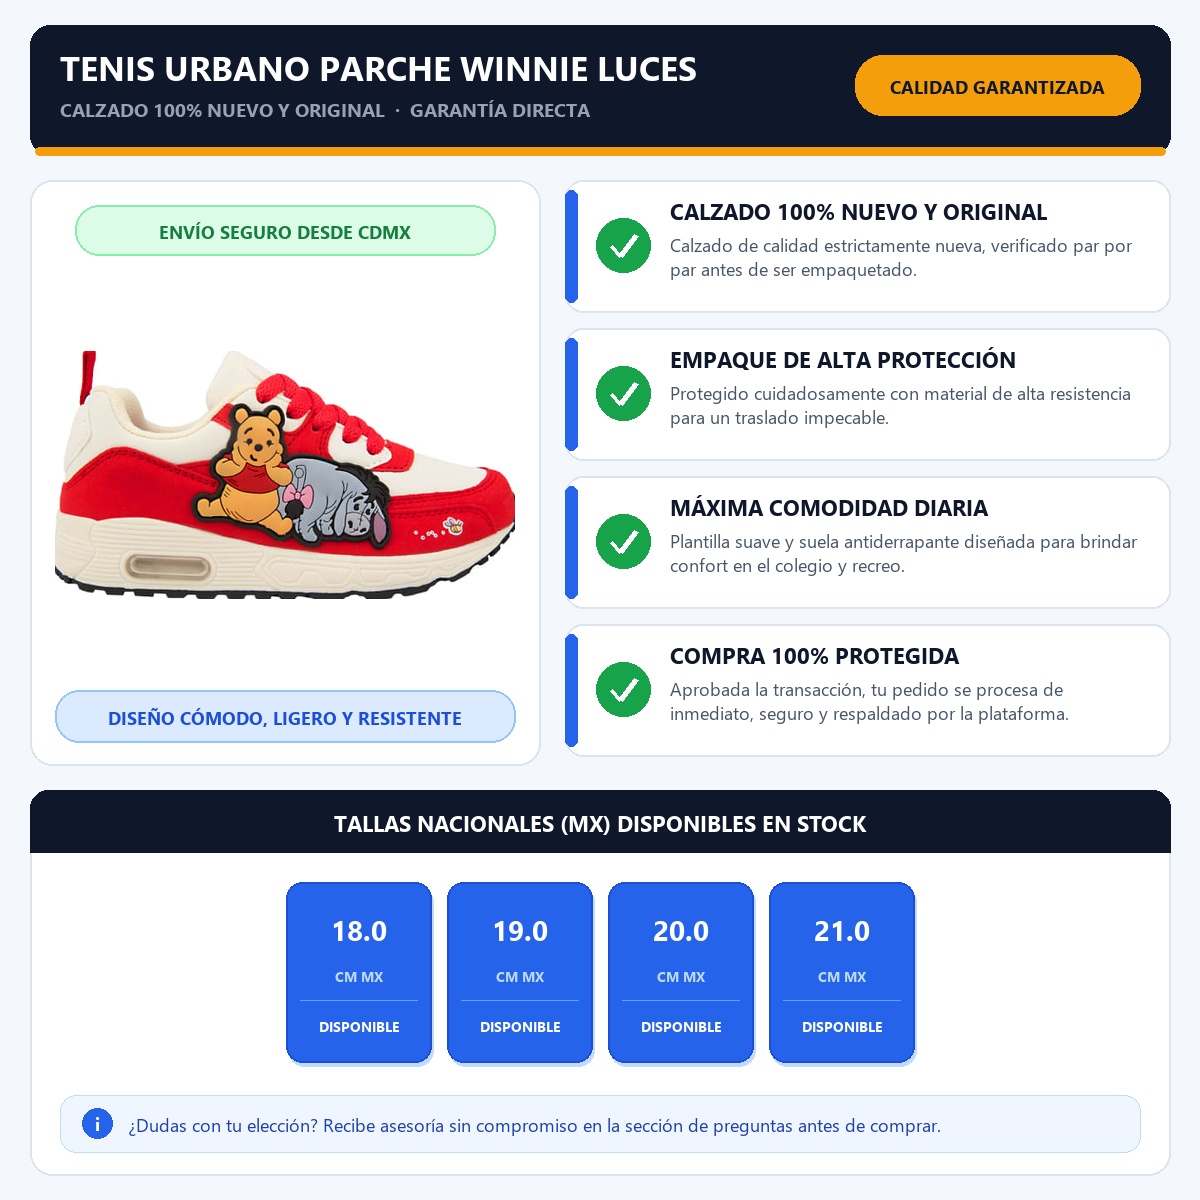 TENIS URBANO PARCHE WINNIE LUCES
CALZADO 100% NUEVO Y ORIGINAL · GARANTÍA DIRECTA
CALIDAD GARANTIZADA
ENVÍO SEGURO DESDE CDMX
DISEÑO CÓMODO, LIGERO Y RESISTENTE
CALZADO 100% NUEVO Y ORIGINAL
Calzado de calidad estrictamente nueva, verificado par por
par antes de ser empaquetado.
EMPAQUE DE ALTA PROTECCIÓN
Protegido cuidadosamente con material de alta resistencia
para un traslado impecable.
MÁXIMA COMODIDAD DIARIA
Plantilla suave y suela antiderrapante diseñada para brindar
confort en el colegio y recreo.
COMPRA 100% PROTEGIDA
Aprobada la transacción, tu pedido se procesa de
inmediato, seguro y respaldado por la plataforma.
TALLAS NACIONALES (MX) DISPONIBLES EN STOCK
18.0
CM MX
DISPONIBLE
19.0
CM MX
DISPONIBLE
20.0
CM MX
DISPONIBLE
21.0
CM MX
DISPONIBLE
¿Dudas con tu elección? Recibe asesoría sin compromiso en la sección de preguntas antes de comprar.